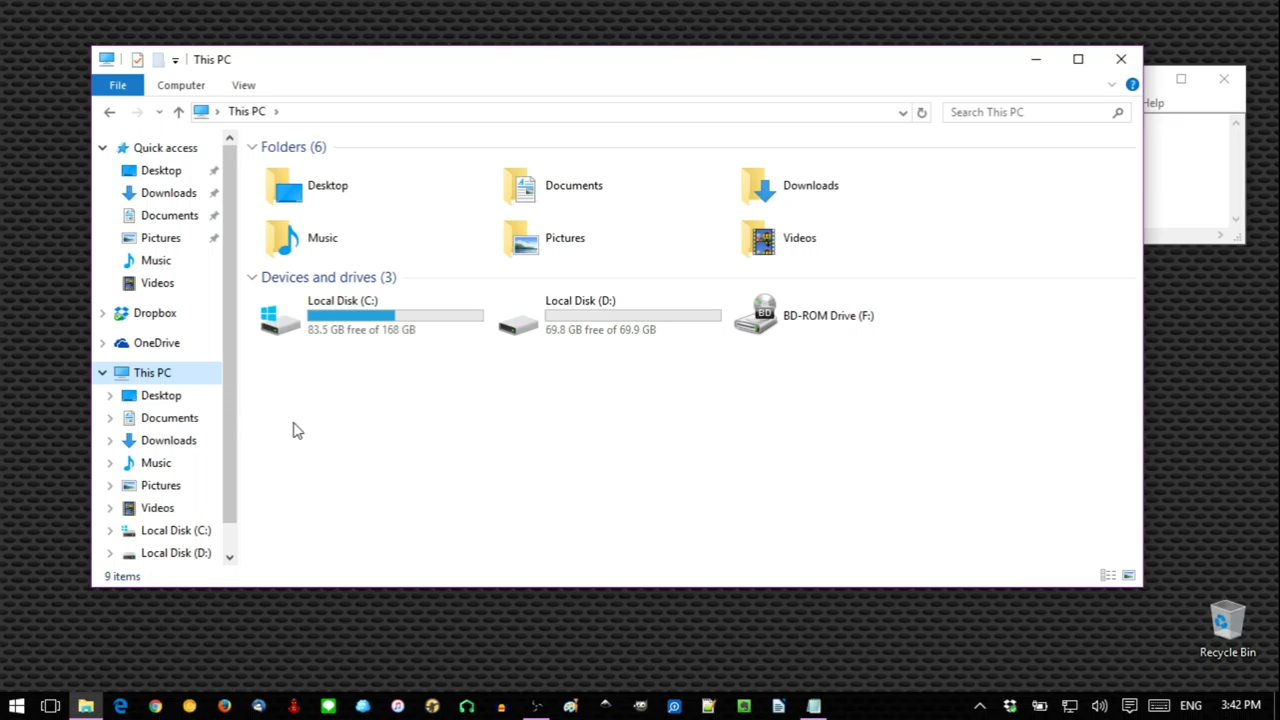 This PC
File
Computer
View
Help
This PC
Search This PC
Quick access
Desktop
Downloads
Documents
Pictures
Music
Videos
Dropbox
OneDrive
This PC
Desktop
Documents
Downloads
Music
Pictures
Videos
Local Disk (C:)
Local Disk (D:)
Folders (6)
Desktop
Documents
Downloads
Music
Pictures
Videos
Devices and drives (3)
Local Disk (C:)
83.5 GB free of 168 GB
Local Disk (D:)
69.8 GB free of 69.9 GB
BD
BD-ROM Drive (F:)
9 items
Recycle Bin
ENG
3:42 PM